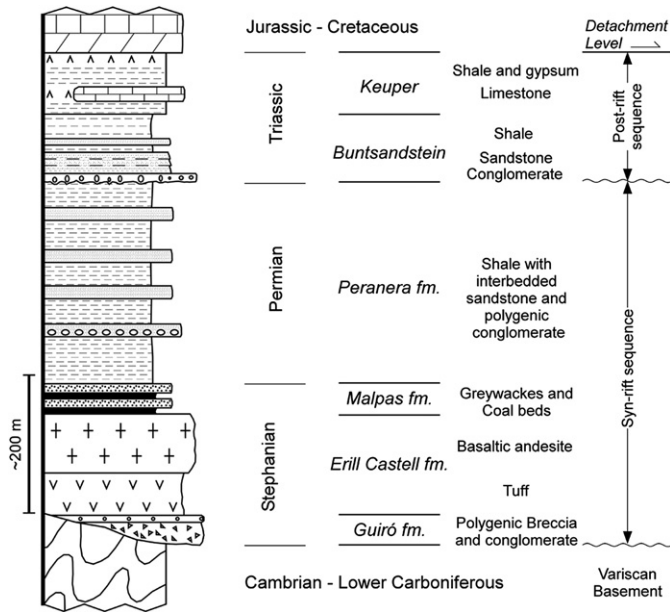 Jurassic - Cretaceous
Detachment
Level
Triassic
Keuper
Shale and gypsum
Limestone
Buntsandstein
Shale
Sandstone
Conglomerate
Post-rift
sequence
Permian
Peranera fm.
Shale with
interbedded
sandstone and
polygenic
conglomerate
Syn-rift sequence
~200 m
Stephanian
Malpas fm.
Greywackes and
Coal beds
Erill Castell fm.
Basaltic andesite
Tuff
Guiró fm.
Polygenic Breccia
and conglomerate
Cambrian - Lower Carboniferous
Variscan
Basement